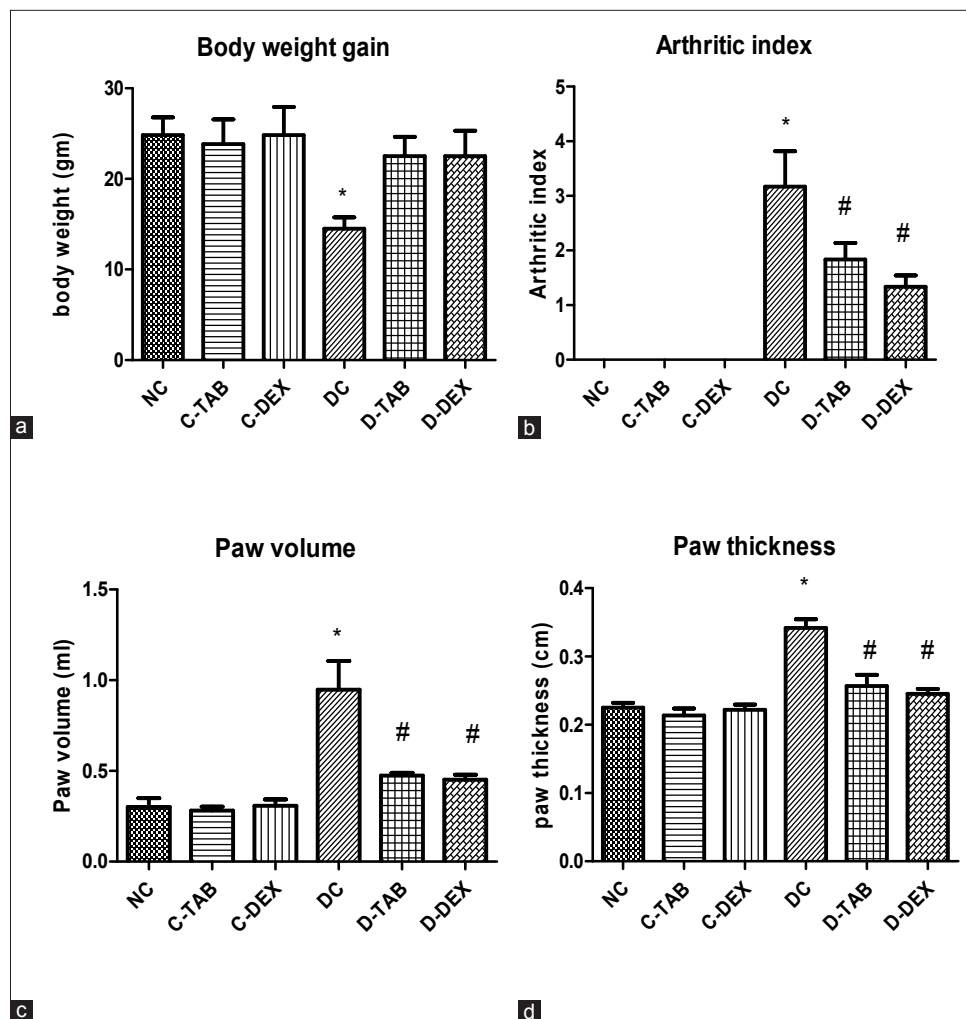 Body weight gain
body weight (gm)
30
20
10
0
*
NC
C-TAB
C-DEX
DC
D-TAB
D-DEX
a
Arthritic index
Arthritic index
5
4
3
2
1
0
*
#
#
NC
C-TAB
C-DEX
DC
D-TAB
D-DEX
b
Paw volume
Paw volume (ml)
1.5
1.0
0.5
0.0
*
#
#
NC
C-TAB
C-DEX
DC
D-TAB
D-DEX
c
Paw thickness
paw thickness (cm)
0.4
0.3
0.2
0.1
0.0
*
#
#
NC
C-TAB
C-DEX
DC
D-TAB
D-DEX
d